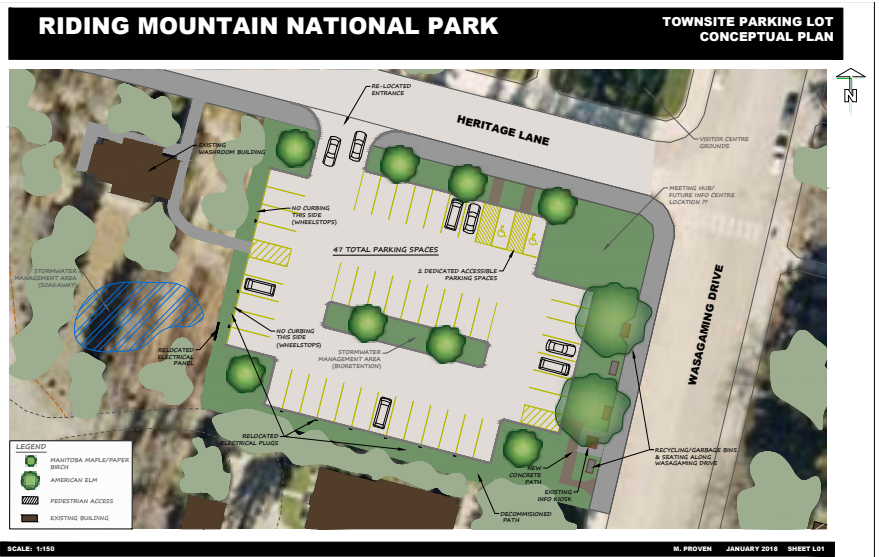 RIDING MOUNTAIN NATIONAL PARK
TOWNSITE PARKING LOT
CONCEPTUAL PLAN
N
RE-LOCATED
ENTRANCE
HERITAGE LANE
VISITOR CENTRE
GROUNDS
EXISTING
WASHROOM BUILDING
MEETING HUB/
FUTURE INFO CENTRE
LOCATION ??
NO CURBING
THIS SIDE
(WHEELSTOPS)
47 TOTAL PARKING SPACES
2 DEDICATED ACCESSIBLE
PARKING SPACES
STORMWATER
MANAGEMENT AREA
(SOAKAWAY)
WASAGAMING DRIVE
NO CURBING
THIS SIDE
(WHEELSTOPS)
RELOCATED
ELECTRICAL
PANEL
STORMWATER
MANAGEMENT AREA
(BIORETENTION)
RELOCATED
ELECTRICAL PLUGS
RECYCLING/GARBAGE BINS
& SEATING ALONG
WASAGAMING DRIVE
NEW
CONCRETE
PATH
EXISTING
INFO KIOSK
DECOMMISIONED
PATH
LEGEND
MANITOBA MAPLE/PAPER
BIRCH
AMERICAN ELM
PEDESTRIAN ACCESS
EXISTING BUILDING
SCALE: 1:150
M. PROVEN JANUARY 2018 SHEET L01